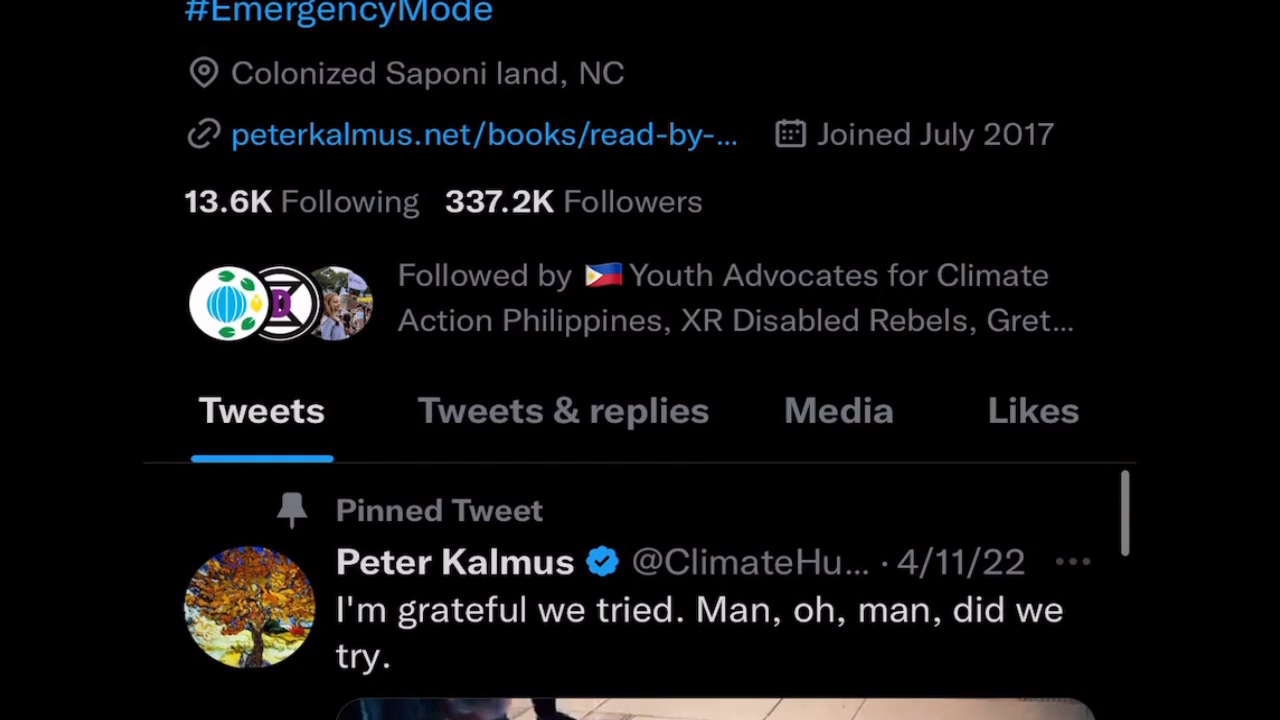 #EmergencyMode
Colonized Saponi land, NC
peterkalmus.net/books/read-by-... Joined July 2017
13.6K Following 337.2K Followers
Followed by 🇵🇭 Youth Advocates for Climate
Action Philippines, XR Disabled Rebels, Gret...
Tweets Tweets & replies Media Likes
Pinned Tweet
Peter Kalmus @ClimateHu... · 4/11/22
I'm grateful we tried. Man, oh, man, did we
try.